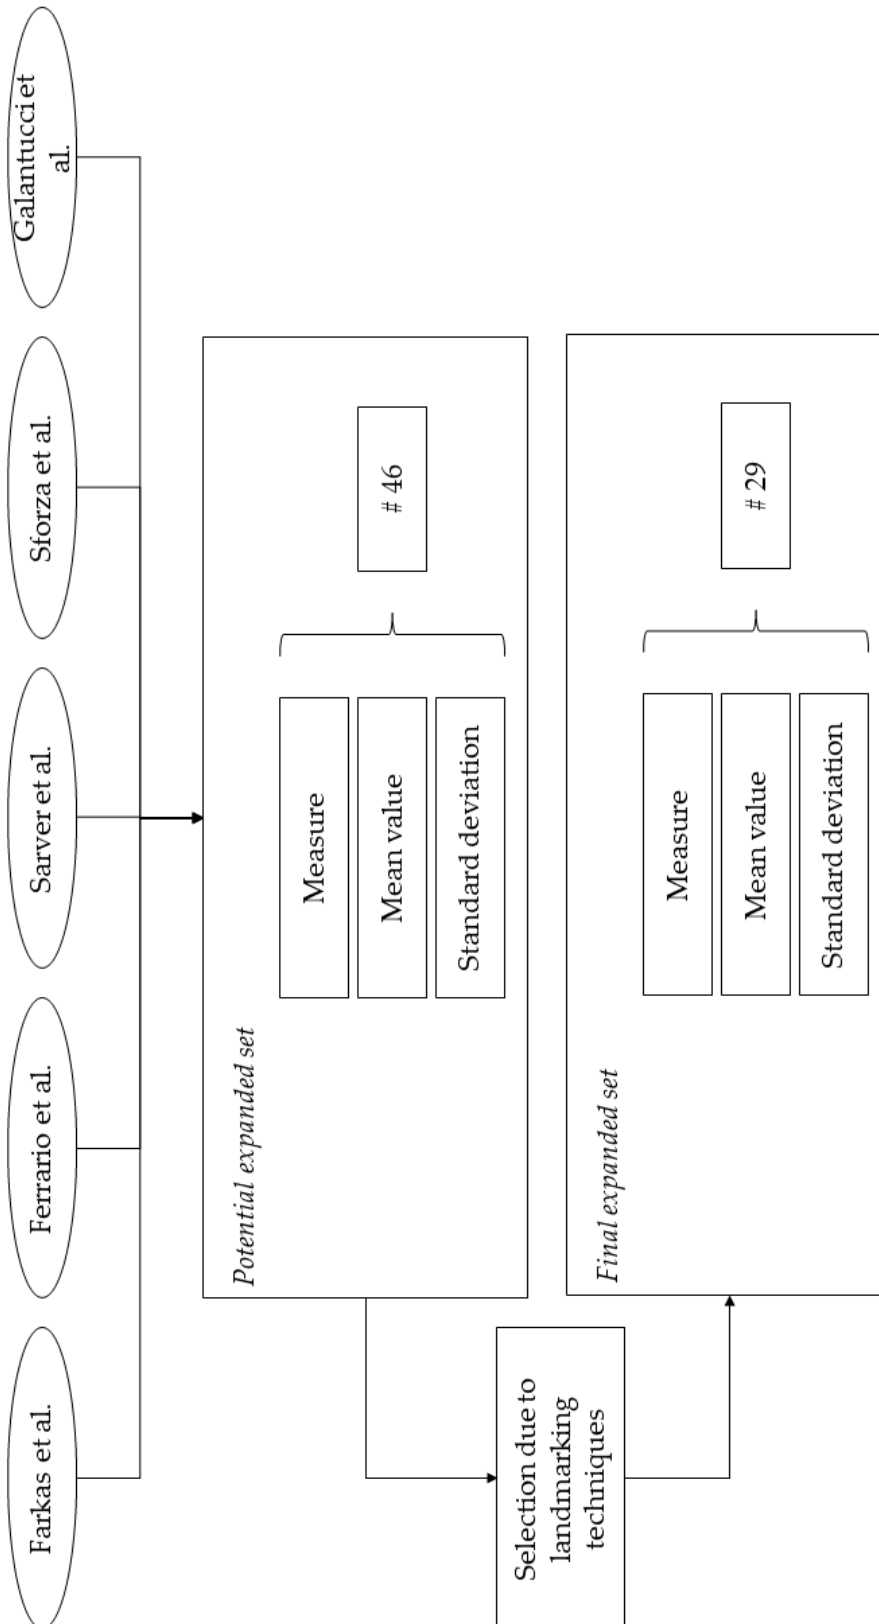 Farkas et al.
Ferrario et al.
Sarver et al.
Sforza et al.
Galantucci et
al.
Potential expanded set
Measure
Mean value
Standard deviation
# 46
Selection due to
landmarking
techniques
Final expanded set
Measure
Mean value
Standard deviation
# 29